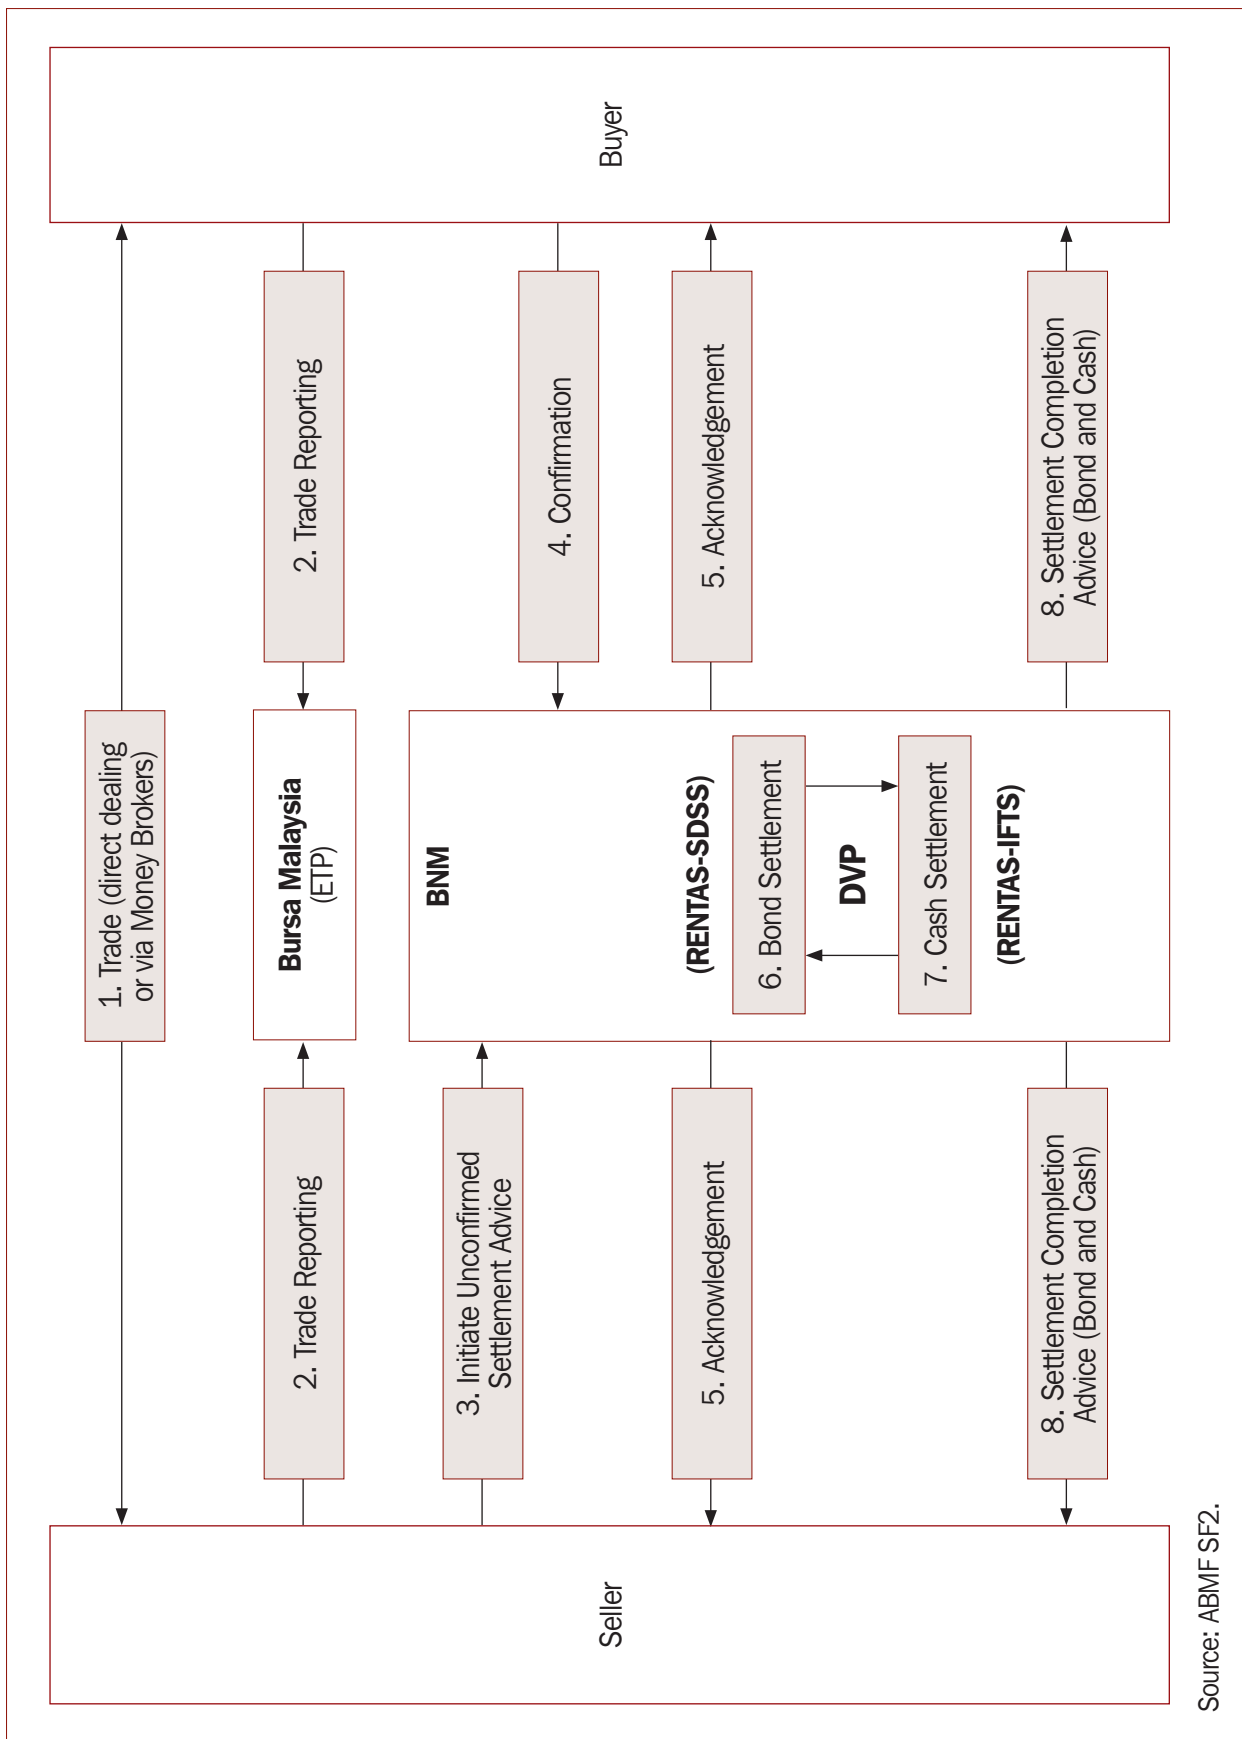 1. Trade (direct dealing
or via Money Brokers)
2. Trade Reporting
Bursa Malaysia
(ETP)
2. Trade Reporting
3. Initiate Unconfirmed
Settlement Advice
BNM
4. Confirmation
Seller
Buyer
5. Acknowledgement
(RENTAS-SDSS)
5. Acknowledgement
6. Bond Settlement
DVP
7. Cash Settlement
(RENTAS-IFTS)
8. Settlement Completion
Advice (Bond and Cash)
8. Settlement Completion
Advice (Bond and Cash)
Source: ABMF SF2.